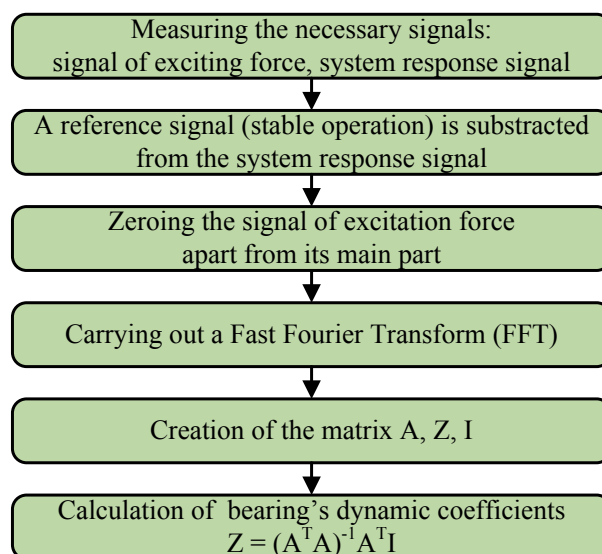 Measuring the necessary signals:
signal of exciting force, system response signal
A reference signal (stable operation) is substracted
from the system response signal
Zeroing the signal of excitation force
apart from its main part
Carrying out a Fast Fourier Transform (FFT)
Creation of the matrix A, Z, I
Calculation of bearing’s dynamic coefficients
Z = (AᵀA)⁻¹AᵀI